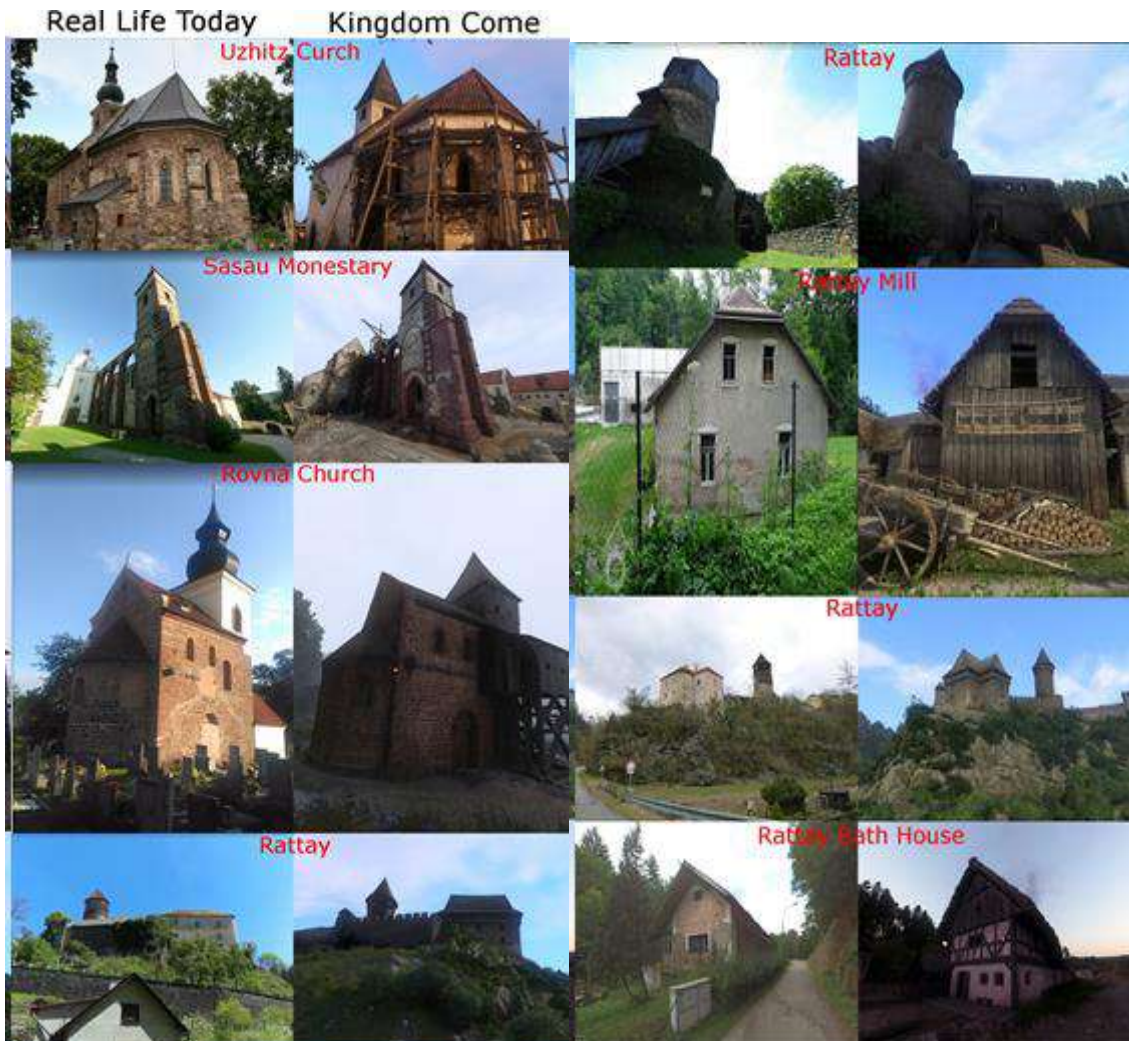 Real Life Today
Kingdom Come
Uzhitz Curch
Sasau Monestary
Rovna Church
Rattay
Rattay
Rattay Mill
Rattay
Rattay Bath House